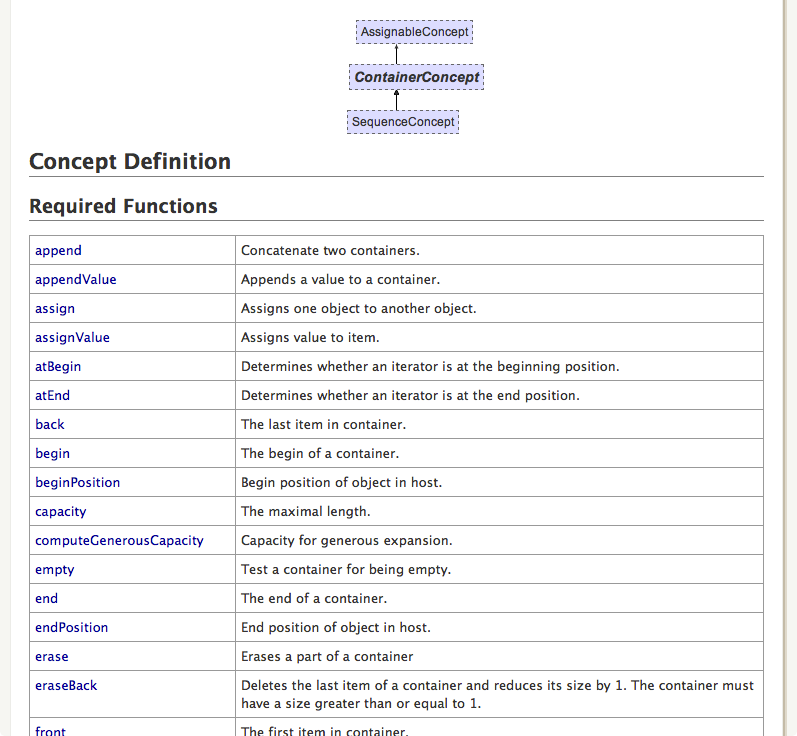 AssignableConcept
ContainerConcept
SequenceConcept
Concept Definition
Required Functions
append Concatenate two containers.
appendValue Appends a value to a container.
assign Assigns one object to another object.
assignValue Assigns value to item.
atBegin Determines whether an iterator is at the beginning position.
atEnd Determines whether an iterator is at the end position.
back The last item in container.
begin The begin of a container.
beginPosition Begin position of object in host.
capacity The maximal length.
computeGenerousCapacity Capacity for generous expansion.
empty Test a container for being empty.
end The end of a container.
endPosition End position of object in host.
erase Erases a part of a container
eraseBack Deletes the last item of a container and reduces its size by 1. The container must
have a size greater than or equal to 1.
front The first item in container.